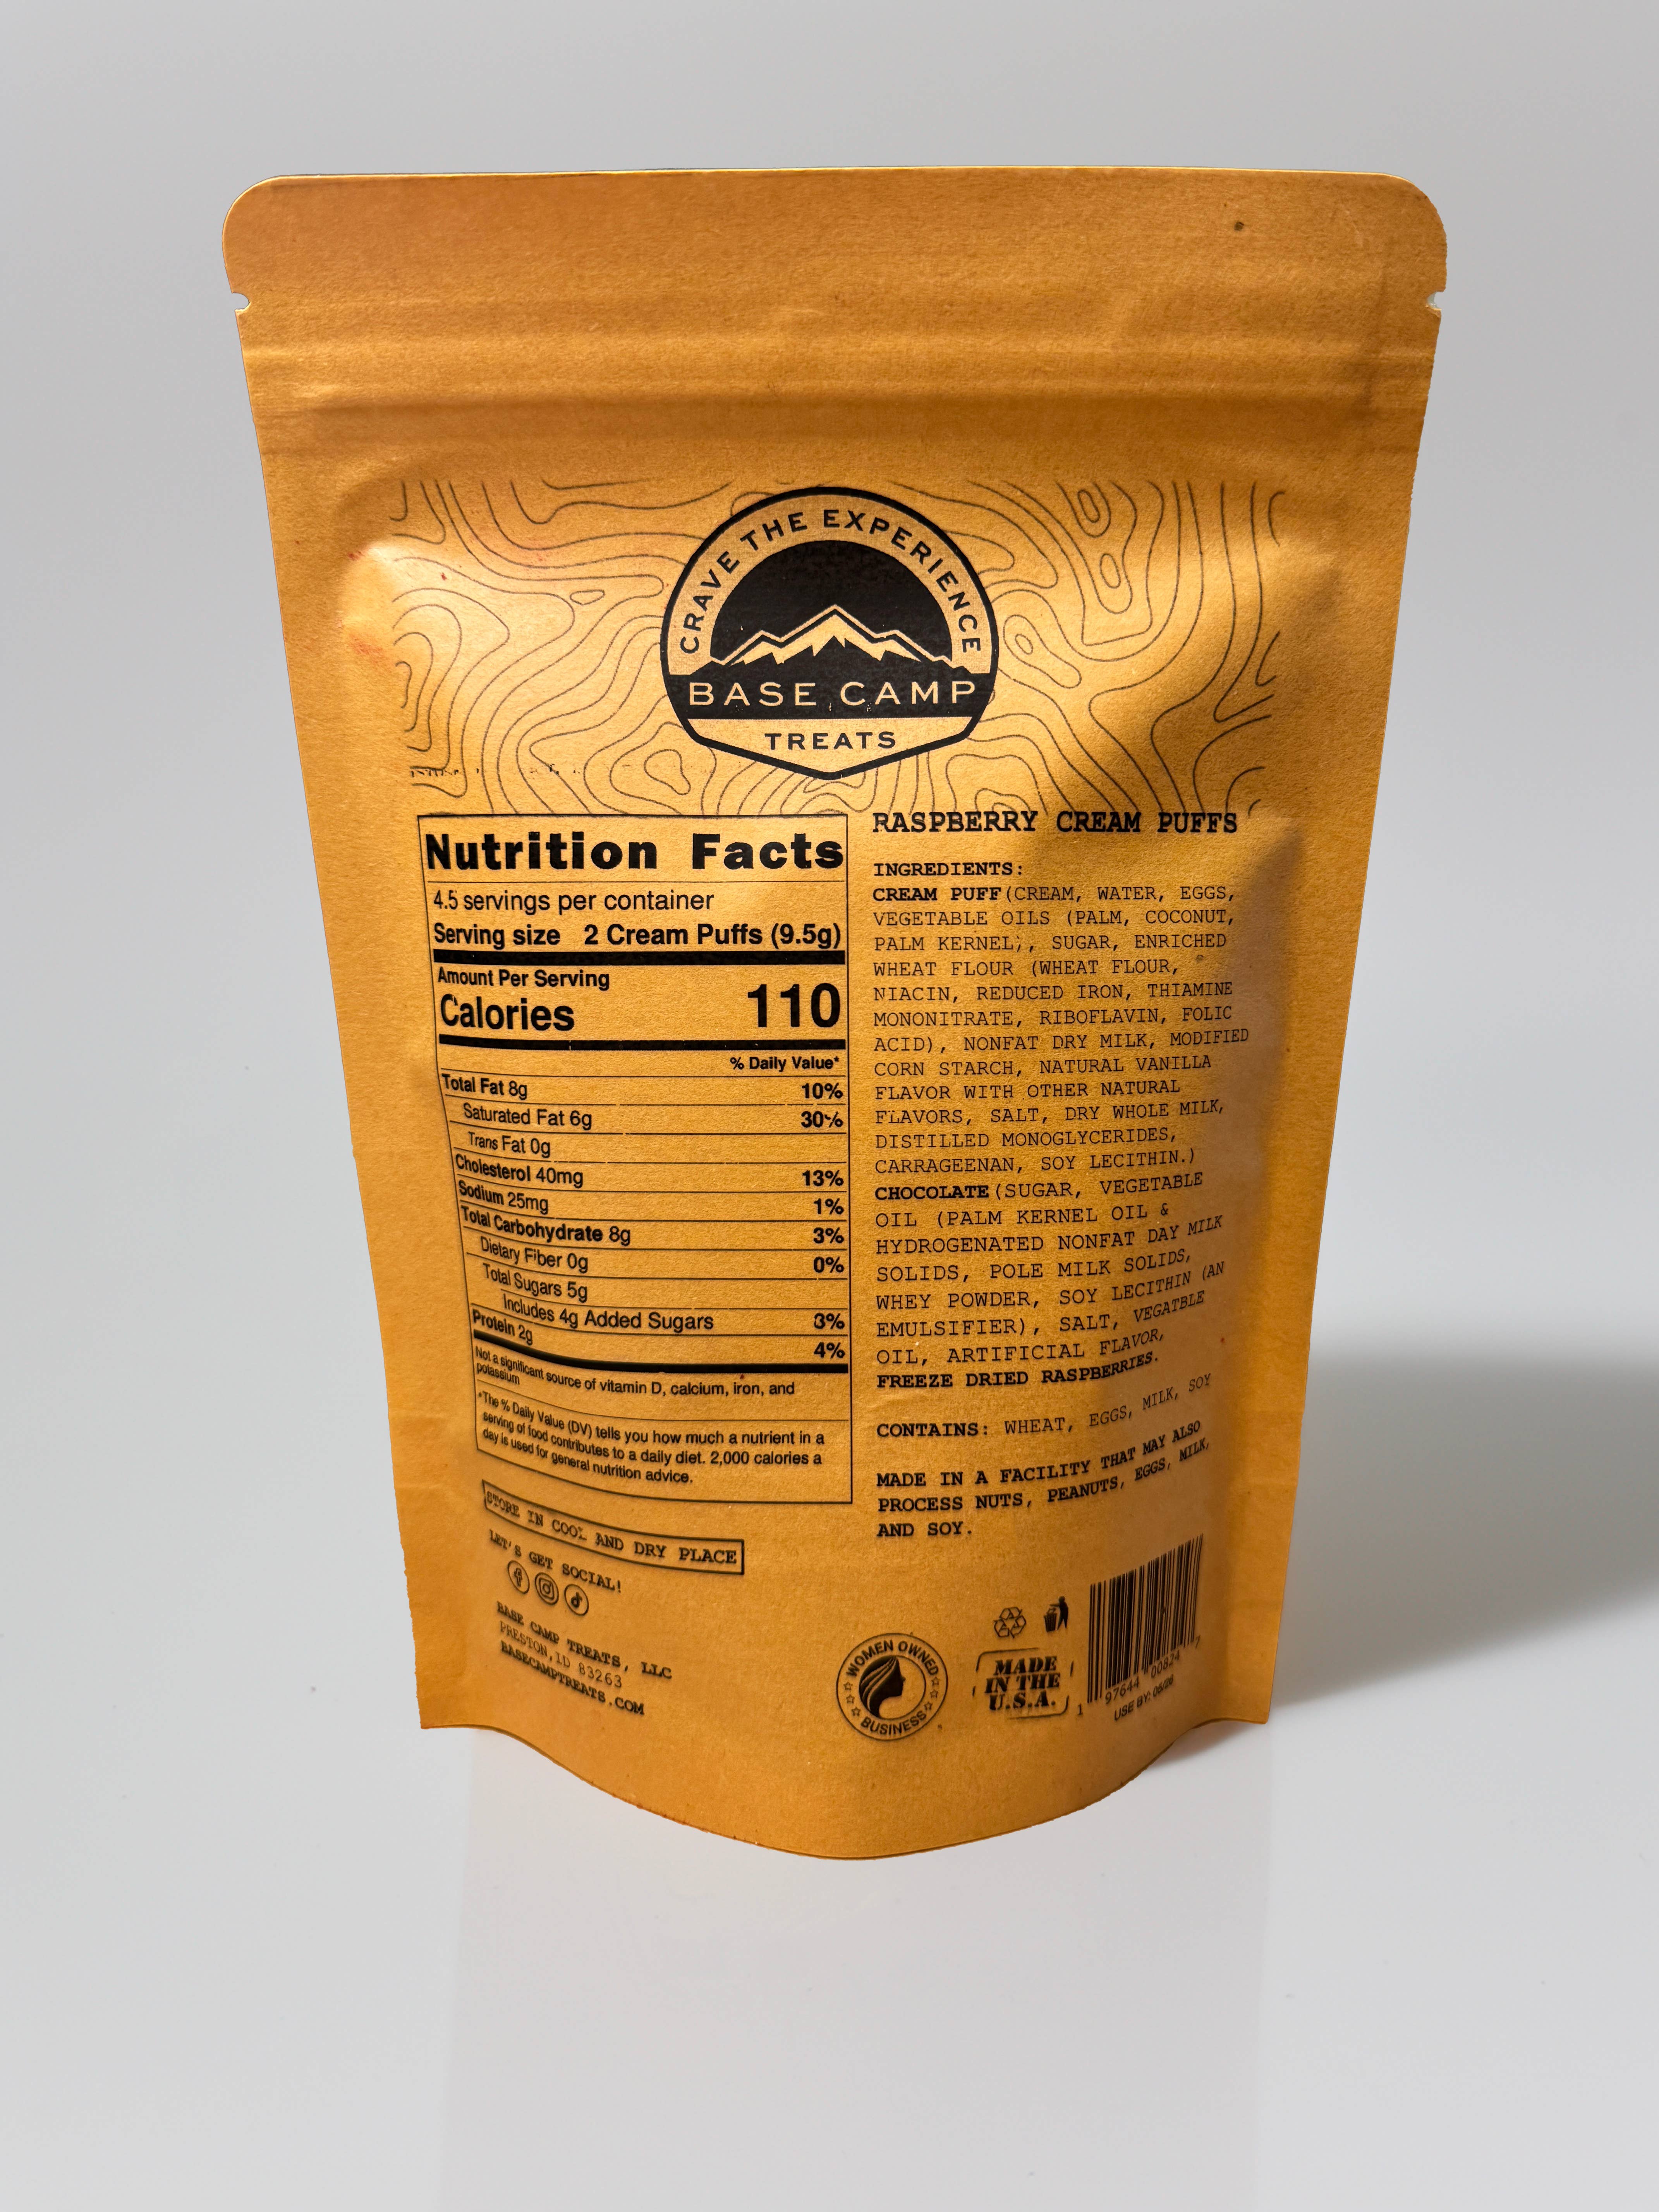 CRAVE THE EXPERIENCE
BASE CAMP
TREATS
Nutrition Facts
4.5 servings per container
Serving size 2 Cream Puffs (9.5g)
Amount Per Serving
Calories 110
% Daily Value*
Total Fat 8g 10%
Saturated Fat 6g 30%
Trans Fat 0g
Cholesterol 40mg 13%
Sodium 25mg 1%
Total Carbohydrate 8g 3%
Dietary Fiber 0g 0%
Total Sugars 5g
Includes 4g Added Sugars 3%
Protein 2g 4%
Not a significant source of vitamin D, calcium, iron, and
potassium
*The % Daily Value (DV) tells you how much a nutrient in a
serving of food contributes to a daily diet. 2,000 calories a
day is used for general nutrition advice.
STORE IN COOL AND DRY PLACE
LET'S GET SOCIAL!
BASE CAMP TREATS, LLC
PRESTON, ID 83263
BASECAMPTREATS.COM
RASPBERRY CREAM PUFFS
INGREDIENTS:
CREAM PUFF (CREAM, WATER, EGGS,
VEGETABLE OILS (PALM, COCONUT,
PALM KERNEL), SUGAR, ENRICHED
WHEAT FLOUR (WHEAT FLOUR,
NIACIN, REDUCED IRON, THIAMINE
MONONITRATE, RIBOFLAVIN, FOLIC
ACID), NONFAT DRY MILK, MODIFIED
CORN STARCH, NATURAL VANILLA
FLAVOR WITH OTHER NATURAL
FLAVORS, SALT, DRY WHOLE MILK,
DISTILLED MONOGLYCERIDES,
CARRAGEENAN, SOY LECITHIN.)
CHOCOLATE (SUGAR, VEGETABLE
OIL (PALM KERNEL OIL &
HYDROGENATED NONFAT DAY MILK
SOLIDS, POLE MILK SOLIDS,
WHEY POWDER, SOY LECITHIN (AN
EMULSIFIER), SALT, VEGATBLE
OIL, ARTIFICIAL FLAVOR,
FREEZE DRIED RASPBERRIES.
CONTAINS: WHEAT, EGGS, MILK, SOY
MADE IN A FACILITY THAT MAY ALSO
PROCESS NUTS, PEANUTS, EGGS, MILK,
AND SOY.
WOMEN OWNED
BUSINESS
MADE
IN THE
U.S.A.
1 97644 00824 7
USE BY: 06/26